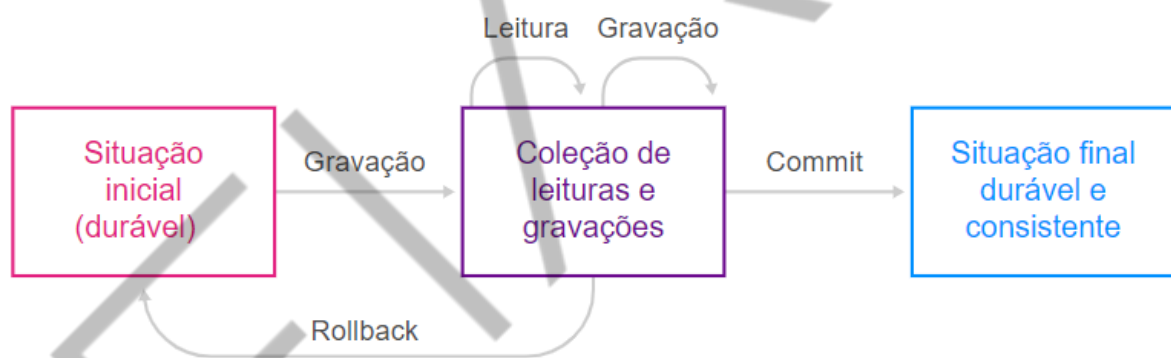 Leitura
Gravação
Situação
inicial
(durável)
Gravação
Coleção de
leituras e
gravações
Commit
Situação final
durável e
consistente
Rollback